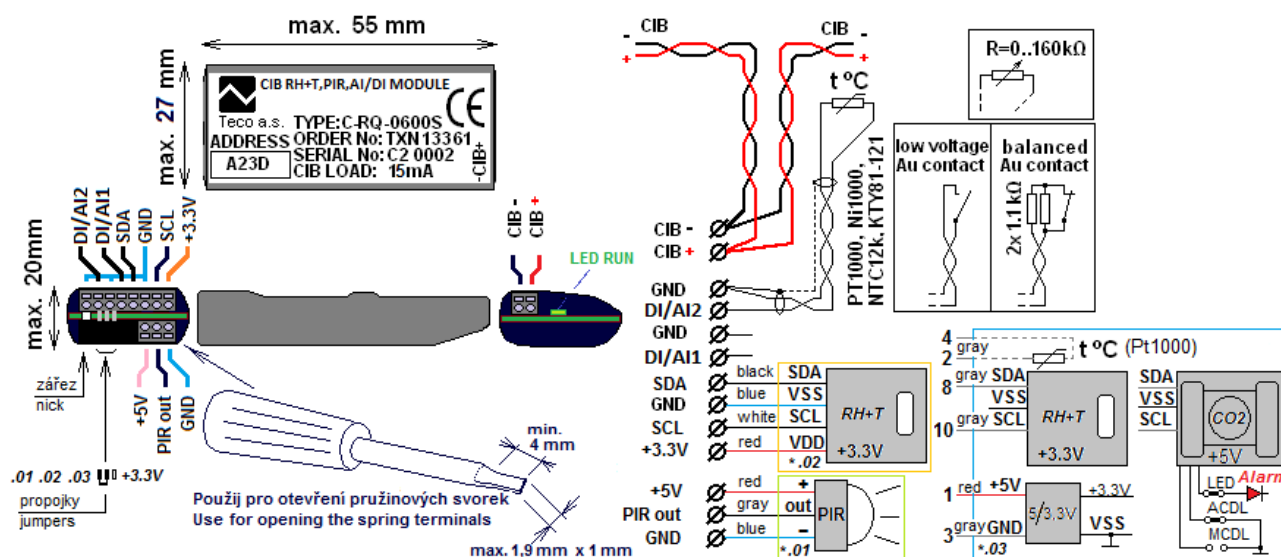 max. 55 mm
max. 27 mm
CIB RH+T,PIR,AI/DI MODULE
Teco a.s.
TYPE:C-RQ-0600S
ADDRESS
ORDER No: TXN13361
A23D
SERIAL No: C2 0002
CIB LOAD: 15mA
-CIB+
CE
max. 20mm
DI/AI2
DI/AI1
SDA
GND
SCL
+3.3V
CIB -
CIB +
LED RUN
zářez
nick
+5V
PIR out
GND
.01 .02 .03
+3.3V
propojky
jumpers
min.
4 mm
Použij pro otevření pružinových svorek
Use for opening the spring terminals
max. 1,9 mm x 1 mm
CIB
-
+
CIB
-
+
t ºC
PT1000, Ni1000,
NTC12k, KTY81-121
CIB -
CIB +
GND
DI/AI2
GND
DI/AI1
SDA
GND
SCL
+3.3V
black
SDA
blue
VSS
white
SCL
red
VDD
*.02
RH+T
+3.3V
+5V
PIR out
GND
red
+
gray
out
blue
–
PIR
*.01
R=0..160kΩ
low voltage
Au contact
balanced
Au contact
2x 1.1 kΩ
4
gray
2
t ºC (Pt1000)
8
gray
SDA
VSS
10
gray
SCL
RH+T
+3.3V
1
red
+5V
3
gray
GND
*.03
5/3.3V
+3.3V
VSS
SDA
VSS
SCL
CO2
+5V
LED
Alarm
ACDL
MCDL